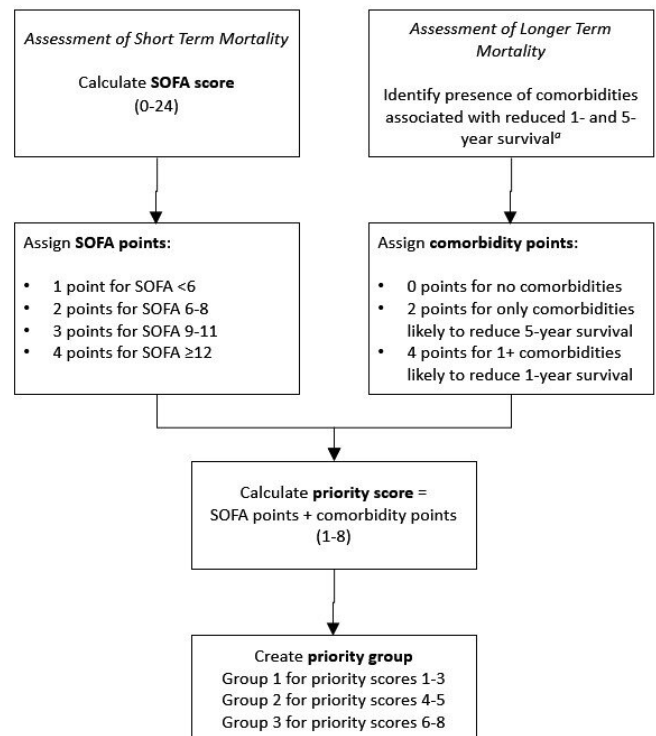 Assessment of Short Term Mortality
Calculate SOFA score
(0-24)
Assessment of Longer Term
Mortality
Identify presence of comorbidities
associated with reduced 1- and 5-
year survivalᵃ
Assign SOFA points:
• 1 point for SOFA <6
• 2 points for SOFA 6-8
• 3 points for SOFA 9-11
• 4 points for SOFA ≥12
Assign comorbidity points:
• 0 points for no comorbidities
• 2 points for only comorbidities
likely to reduce 5-year survival
• 4 points for 1+ comorbidities
likely to reduce 1-year survival
Calculate priority score =
SOFA points + comorbidity points
(1-8)
Create priority group
Group 1 for priority scores 1-3
Group 2 for priority scores 4-5
Group 3 for priority scores 6-8